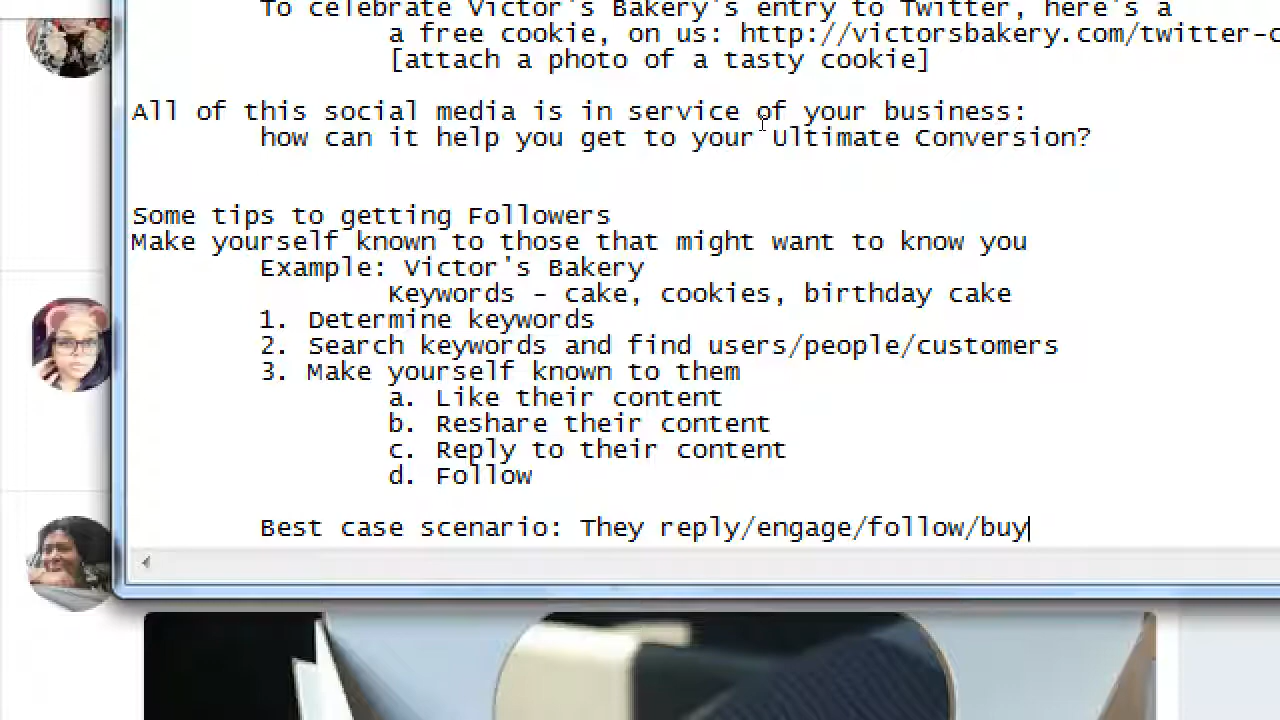 To celebrate Victor's Bakery's entry to Twitter, here's a
a free cookie, on us: http://victorsbakery.com/twitter-c
[attach a photo of a tasty cookie]
All of this social media is in service of your business:
how can it help you get to your Ultimate Conversion?
Some tips to getting Followers
Make yourself known to those that might want to know you
Example: Victor's Bakery
Keywords - cake, cookies, birthday cake
1. Determine keywords
2. Search keywords and find users/people/customers
3. Make yourself known to them
a. Like their content
b. Reshare their content
c. Reply to their content
d. Follow
Best case scenario: They reply/engage/follow/buy